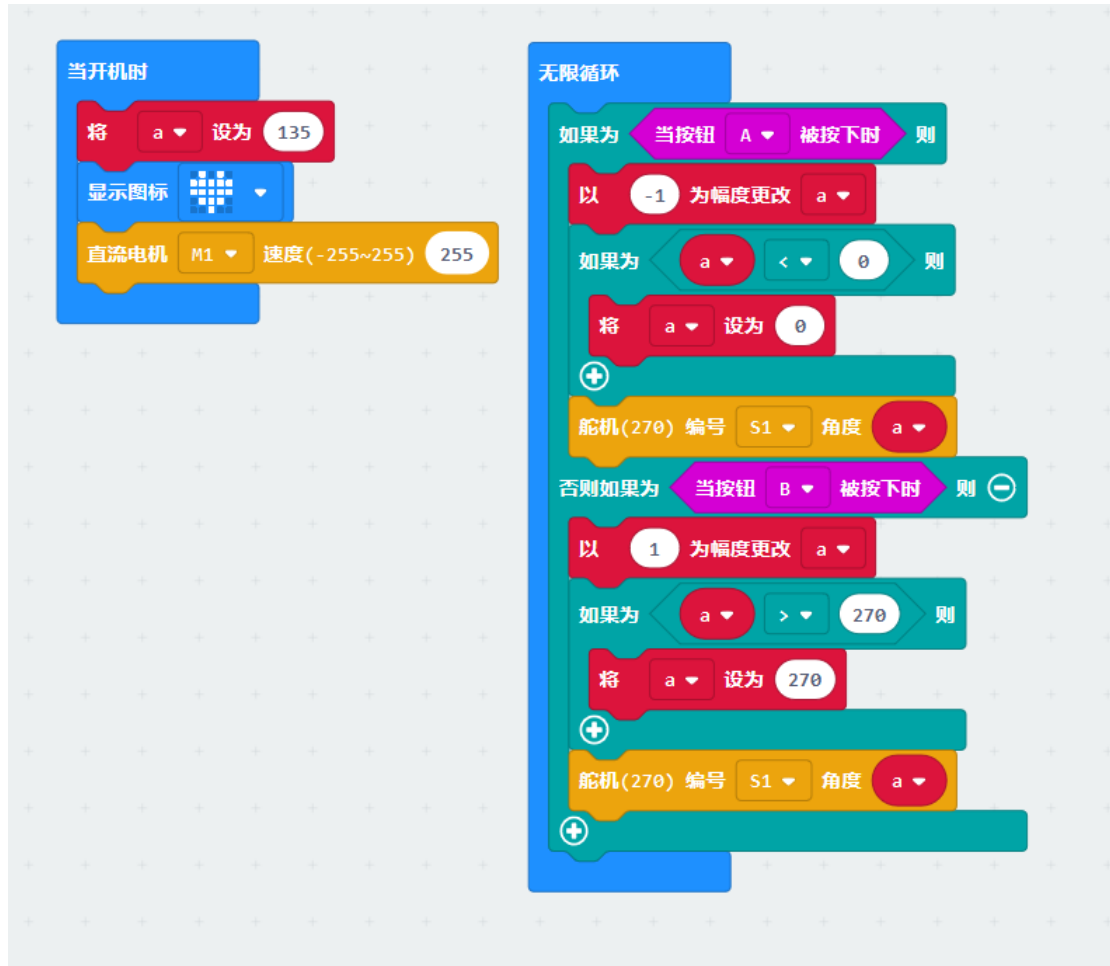 当开机时
将 a 设为 135
显示图标
直流电机 M1 速度(-255~255) 255
无限循环
如果为 当按钮 A 被按下时 则
以 -1 为幅度更改 a
如果为 a < 0 则
将 a 设为 0
舵机(270) 编号 S1 角度 a
否则如果为 当按钮 B 被按下时 则
以 1 为幅度更改 a
如果为 a > 270 则
将 a 设为 270
舵机(270) 编号 S1 角度 a